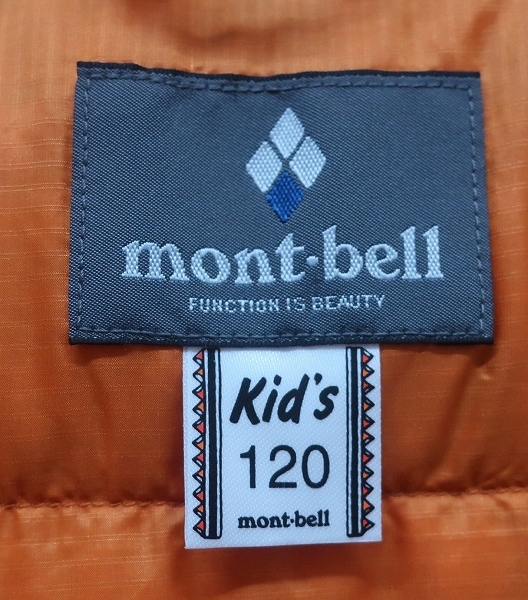 mont·bell
FUNCTION IS BEAUTY
Kid's
120
mont·bell